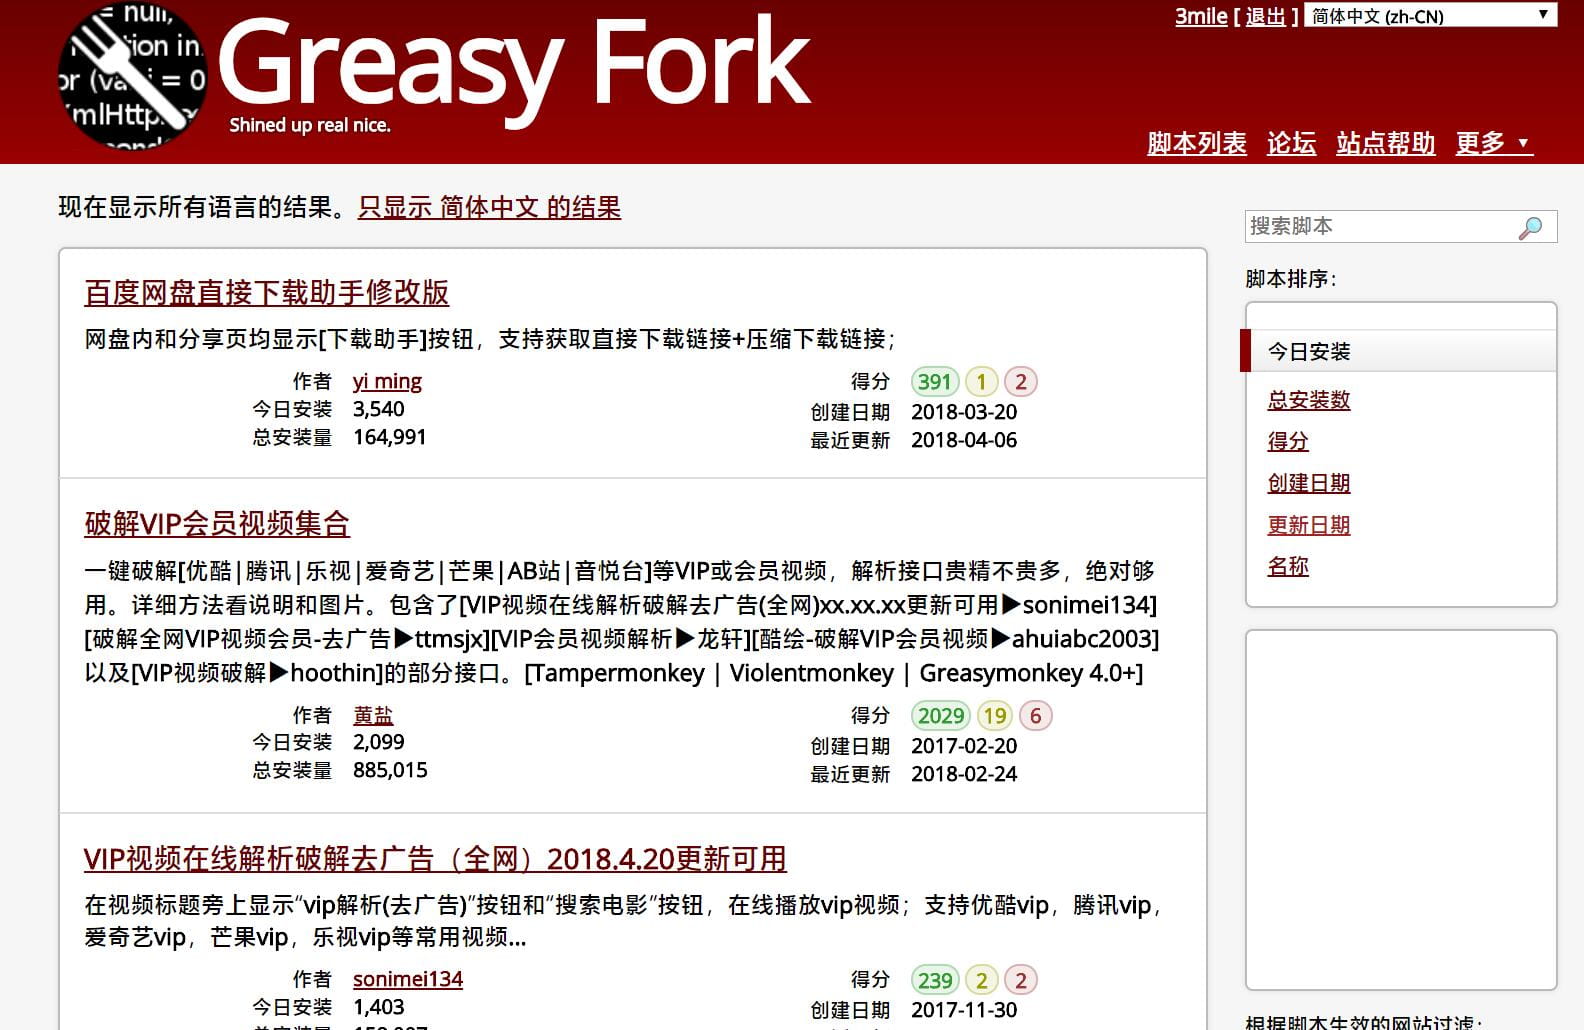 = null,
tion in
or (va i = 0
mlHttp
Greasy Fork
Shined up real nice.
3mile [ 退出 ] 简体中文 (zh-CN) ▼
脚本列表 论坛 站点帮助 更多 ▼
现在显示所有语言的结果。只显示 简体中文 的结果
搜索脚本
脚本排序：
今日安装
总安装数
得分
创建日期
更新日期
名称
百度网盘直接下载助手修改版
网盘内和分享页均显示[下载助手]按钮，支持获取直接下载链接+压缩下载链接；
作者 yi ming 得分 391 1 2
今日安装 3,540 创建日期 2018-03-20
总安装量 164,991 最近更新 2018-04-06
破解VIP会员视频集合
一键破解[优酷|腾讯|乐视|爱奇艺|芒果|AB站|音悦台]等VIP或会员视频，解析接口贵精不贵多，绝对够
用。详细方法看说明和图片。包含了[VIP视频在线解析破解去广告(全网)xx.xx.xx更新可用▶sonimei134]
[破解全网VIP视频会员-去广告▶ttmsjx][VIP会员视频解析▶龙轩][酷绘-破解VIP会员视频▶ahuiabc2003]
以及[VIP视频破解▶hoothin]的部分接口。[Tampermonkey | Violentmonkey | Greasymonkey 4.0+]
作者 黄盐 得分 2029 19 6
今日安装 2,099 创建日期 2017-02-20
总安装量 885,015 最近更新 2018-02-24
VIP视频在线解析破解去广告（全网）2018.4.20更新可用
在视频标题旁上显示“vip解析(去广告)”按钮和“搜索电影”按钮，在线播放vip视频；支持优酷vip，腾讯vip，
爱奇艺vip，芒果vip，乐视vip等常用视频...
作者 sonimei134 得分 239 2 2
今日安装 1,403 创建日期 2017-11-30
根据脚本生效的网站过滤：